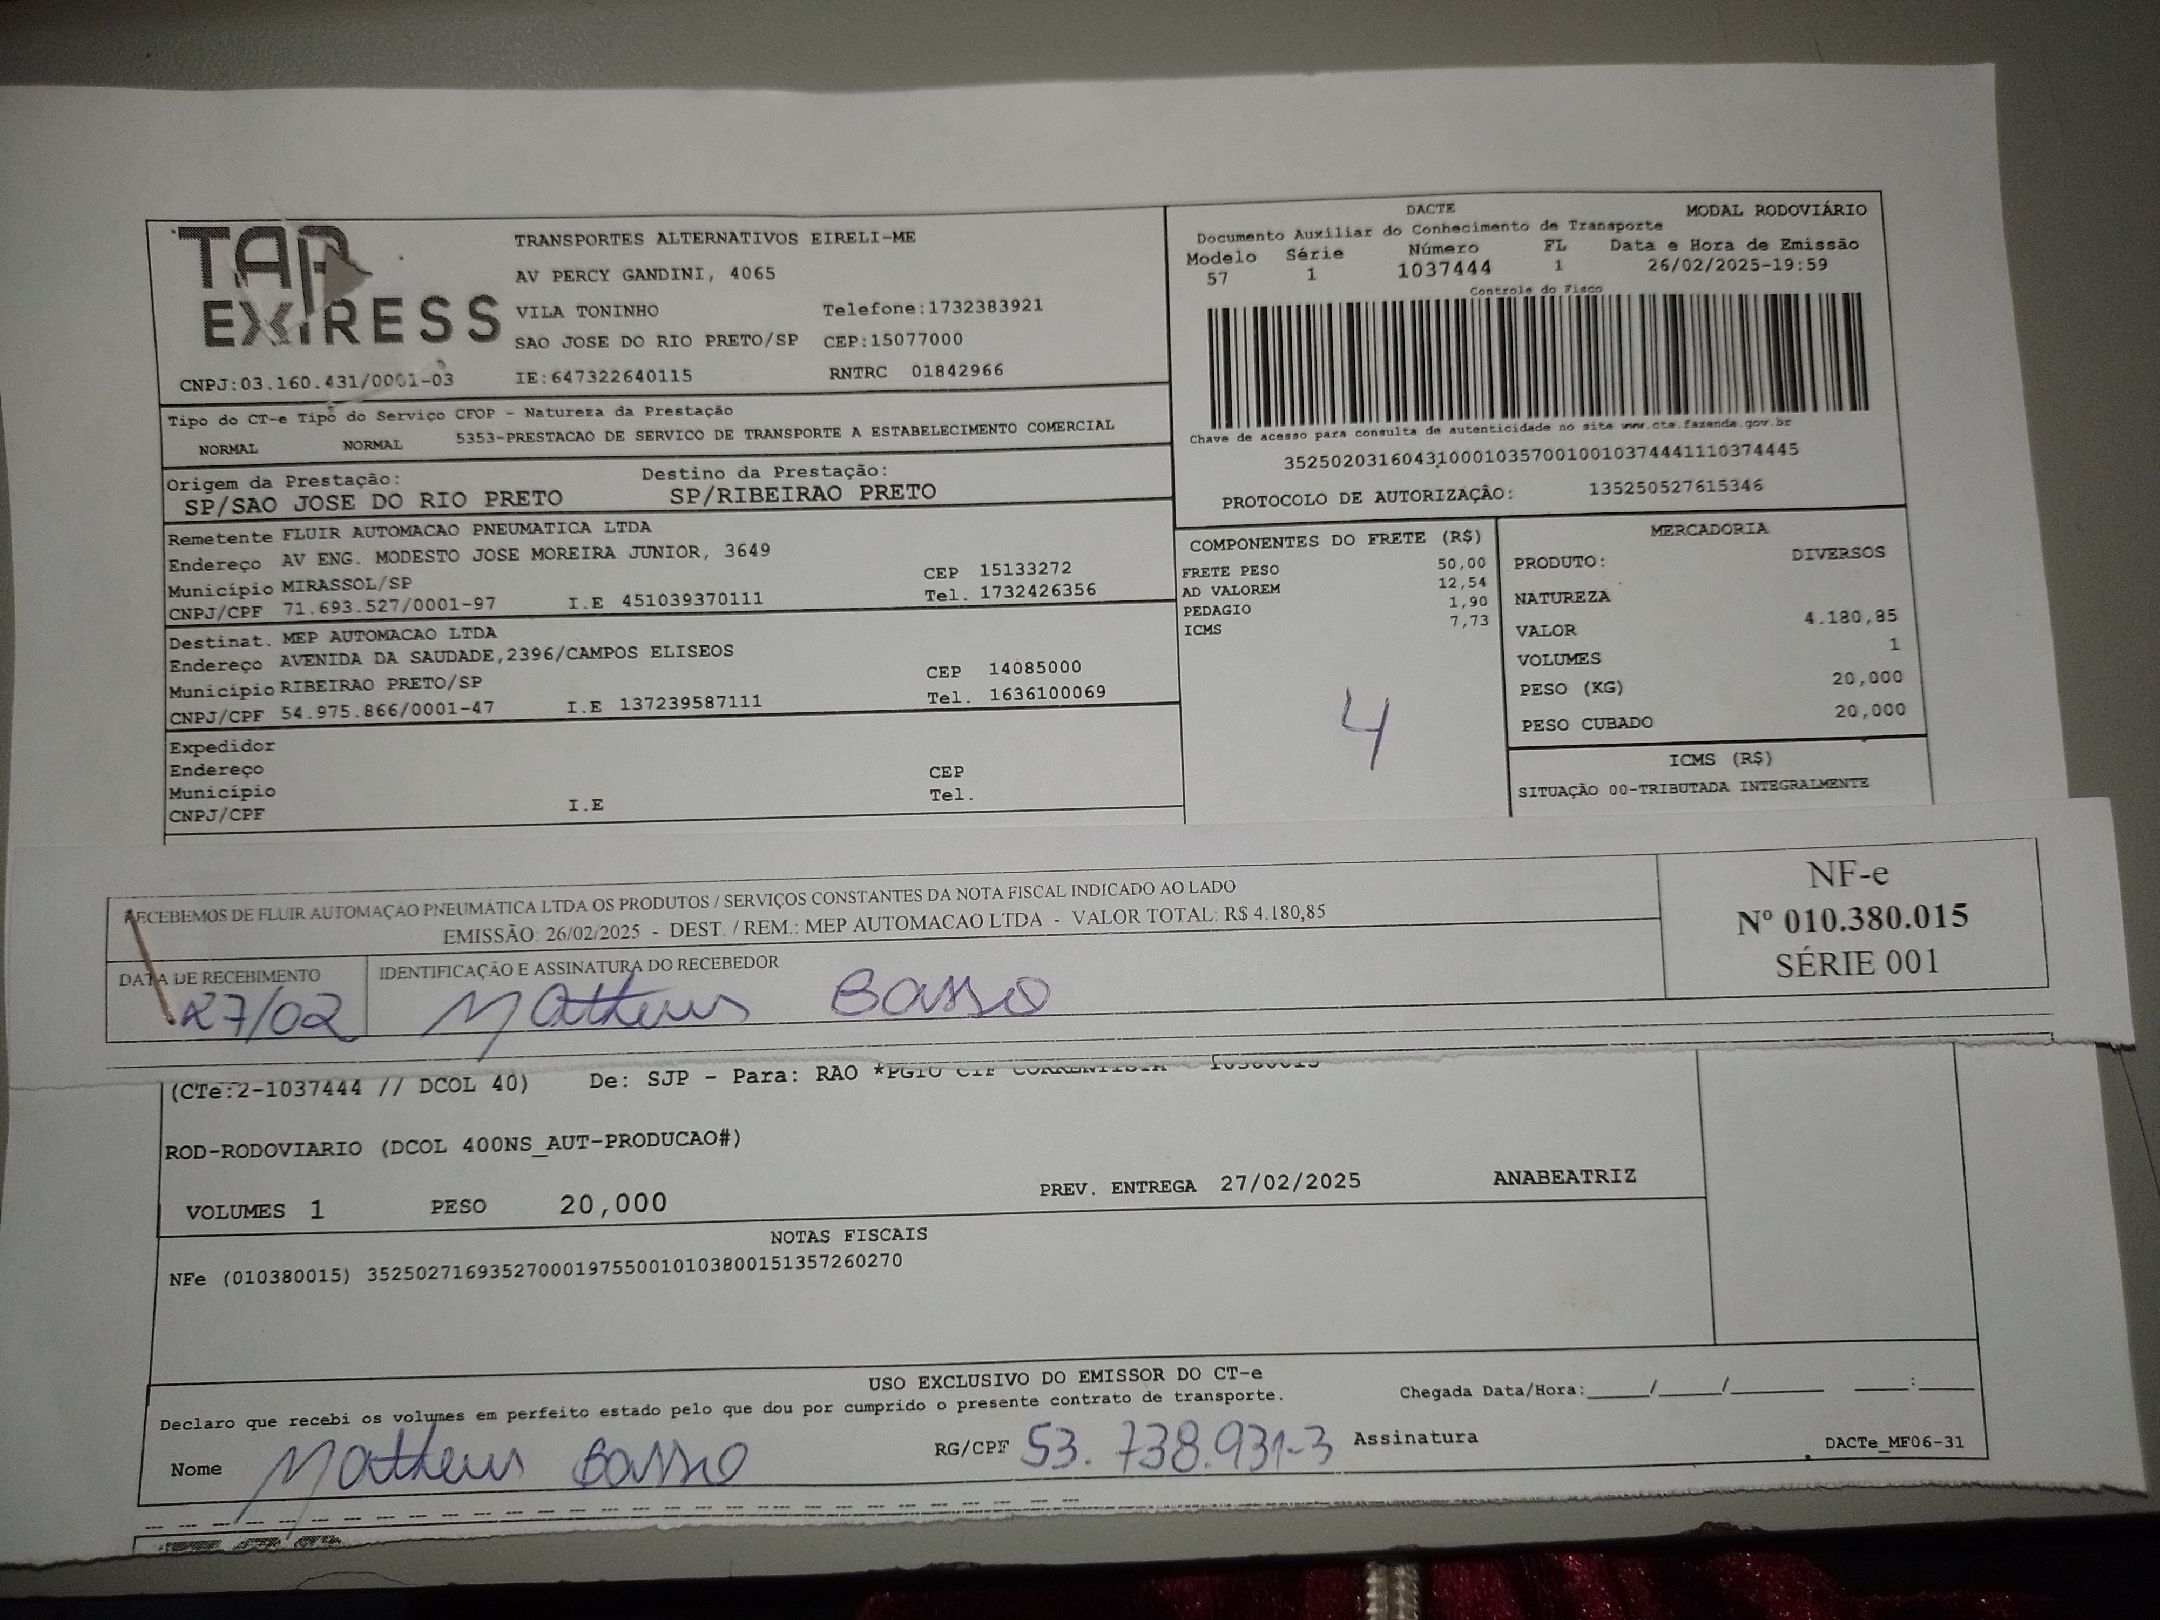 TAP
EXPRESS
TRANSPORTES ALTERNATIVOS EIRELI-ME
AV PERCY GANDINI, 4065
VILA TONINHO Telefone:1732383921
SAO JOSE DO RIO PRETO/SP CEP:15077000
CNPJ:03.160.431/0001-03 IE:647322640115 RNTRC 01842966
DACTE MODAL RODOVIÁRIO
Documento Auxiliar do Conhecimento de Transporte
Modelo Série Número FL Data e Hora de Emissão
57 1 1037444 1 26/02/2025-19:59
Controle do Fisco
Chave de acesso para consulta de autenticidade no site www.cte.fazenda.gov.br
35250203160431000103570010010374441110374445
PROTOCOLO DE AUTORIZAÇÃO: 135250527615346
Tipo do CT-e Tipo do Serviço CFOP - Natureza da Prestação
NORMAL NORMAL 5353-PRESTACAO DE SERVICO DE TRANSPORTE A ESTABELECIMENTO COMERCIAL
Origem da Prestação: Destino da Prestação:
SP/SAO JOSE DO RIO PRETO SP/RIBEIRAO PRETO
Remetente FLUIR AUTOMACAO PNEUMATICA LTDA
Endereço AV ENG. MODESTO JOSE MOREIRA JUNIOR, 3649
Município MIRASSOL/SP CEP 15133272
CNPJ/CPF 71.693.527/0001-97 I.E 451039370111 Tel. 1732426356
Destinat. MEP AUTOMACAO LTDA
Endereço AVENIDA DA SAUDADE,2396/CAMPOS ELISEOS
Município RIBEIRAO PRETO/SP CEP 14085000
CNPJ/CPF 54.975.866/0001-47 I.E 137239587111 Tel. 1636100069
Expedidor
Endereço
Município CEP
CNPJ/CPF I.E Tel.
COMPONENTES DO FRETE (R$)
FRETE PESO 50,00
AD VALOREM 12,54
PEDAGIO 1,90
ICMS 7,73
4
MERCADORIA
PRODUTO: DIVERSOS
NATUREZA
VALOR 4.180,85
VOLUMES 1
PESO (KG) 20,000
PESO CUBADO 20,000
ICMS (R$)
SITUAÇÃO 00-TRIBUTADA INTEGRALMENTE
RECEBEMOS DE FLUIR AUTOMAÇÃO PNEUMÁTICA LTDA OS PRODUTOS / SERVIÇOS CONSTANTES DA NOTA FISCAL INDICADO AO LADO
EMISSÃO: 26/02/2025 - DEST. / REM.: MEP AUTOMACAO LTDA - VALOR TOTAL: R$ 4.180,85
DATA DE RECEBIMENTO IDENTIFICAÇÃO E ASSINATURA DO RECEBEDOR
27/02 Matheus Basso
NF-e
Nº 010.380.015
SÉRIE 001
(CTe:2-1037444 // DCOL 40) De: SJP - Para: RAO *PGTO CIF CORRENTISTA 10380015
ROD-RODOVIARIO (DCOL 400NS_AUT-PRODUCAO#)
VOLUMES 1 PESO 20,000 PREV. ENTREGA 27/02/2025 ANABEATRIZ
NOTAS FISCAIS
NFe (010380015) 35250271693527000197550010103800151357260270
USO EXCLUSIVO DO EMISSOR DO CT-e
Declaro que recebi os volumes em perfeito estado pelo que dou por cumprido o presente contrato de transporte. Chegada Data/Hora:_____/_____/_______ ____:____
Nome Matheus Basso RG/CPF 53.738.931-3 Assinatura DACTe_MF06-31